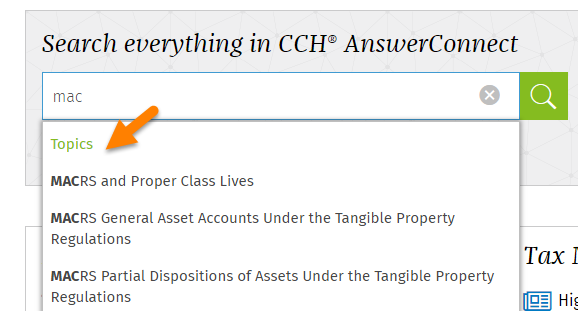 Search everything in CCH® AnswerConnect
mac
Topics
MACRS and Proper Class Lives
MACRS General Asset Accounts Under the Tangible Property
Regulations
MACRS Partial Dispositions of Assets Under the Tangible Property
Regulations
Tax